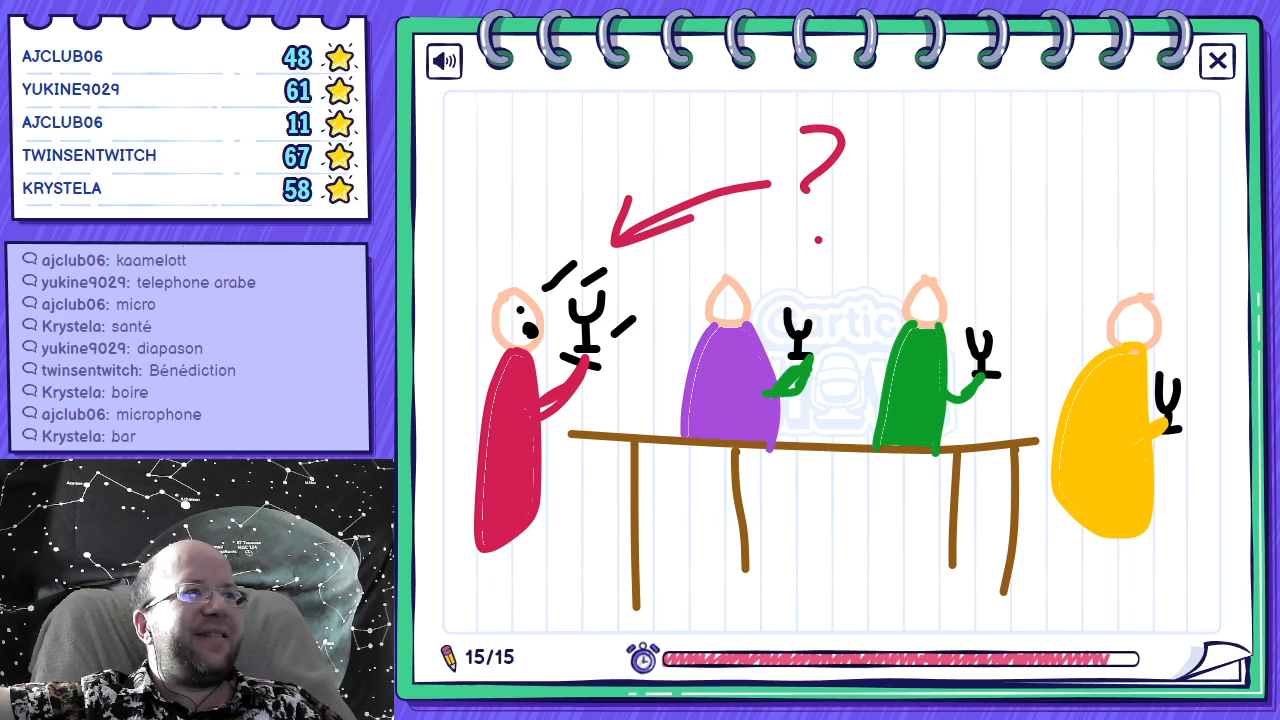 AJCLUB06 48
YUKINE9029 61
AJCLUB06 11
TWINSENTWITCH 67
KRYSTELA 58
ajclub06: kaamelott
yukine9029: telephone arabe
ajclub06: micro
Krystela: santé
yukine9029: diapason
twinsentwitch: Bénédiction
Krystela: boire
ajclub06: microphone
Krystela: bar
?
Gartic
15/15